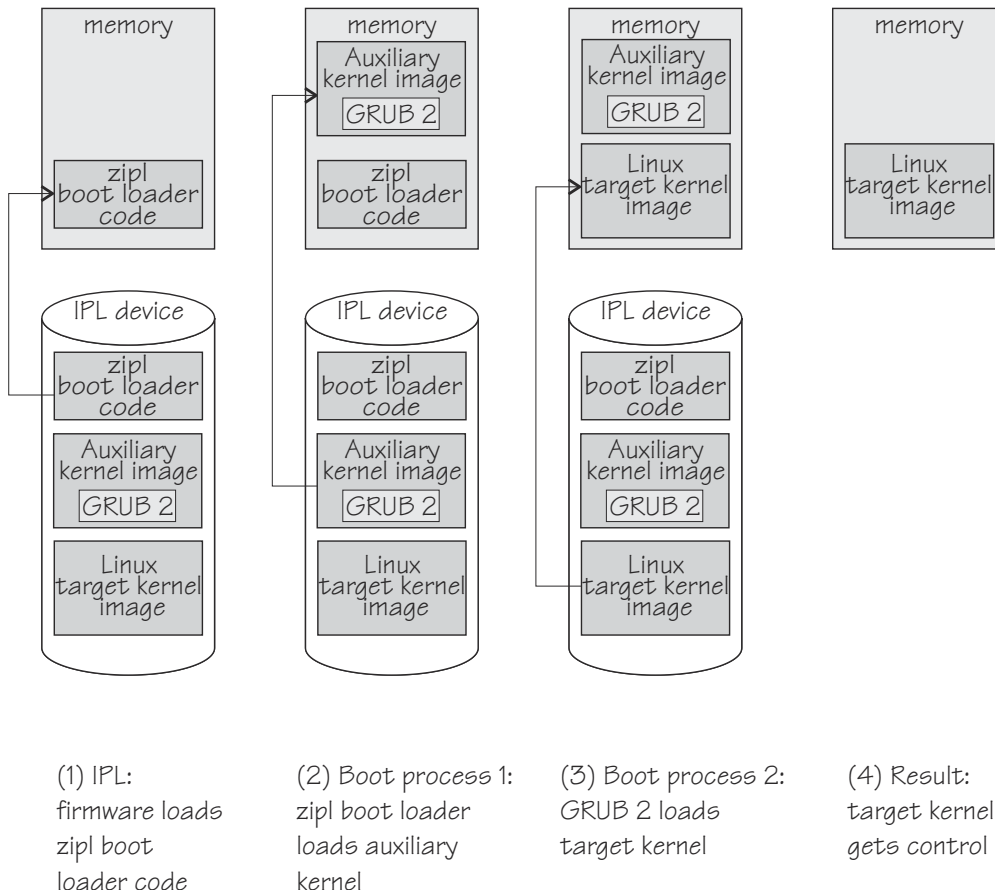 memory
zipl
boot loader
code
IPL device
zipl
boot loader
code
Auxiliary
kernel image
GRUB 2
Linux
target kernel
image
(1) IPL:
firmware loads
zipl boot
loader code
memory
Auxiliary
kernel image
GRUB 2
zipl
boot loader
code
IPL device
zipl
boot loader
code
Auxiliary
kernel image
GRUB 2
Linux
target kernel
image
(2) Boot process 1:
zipl boot loader
loads auxiliary
kernel
memory
Auxiliary
kernel image
GRUB 2
Linux
target kernel
image
IPL device
zipl
boot loader
code
Auxiliary
kernel image
GRUB 2
Linux
target kernel
image
(3) Boot process 2:
GRUB 2 loads
target kernel
memory
Linux
target kernel
image
(4) Result:
target kernel
gets control